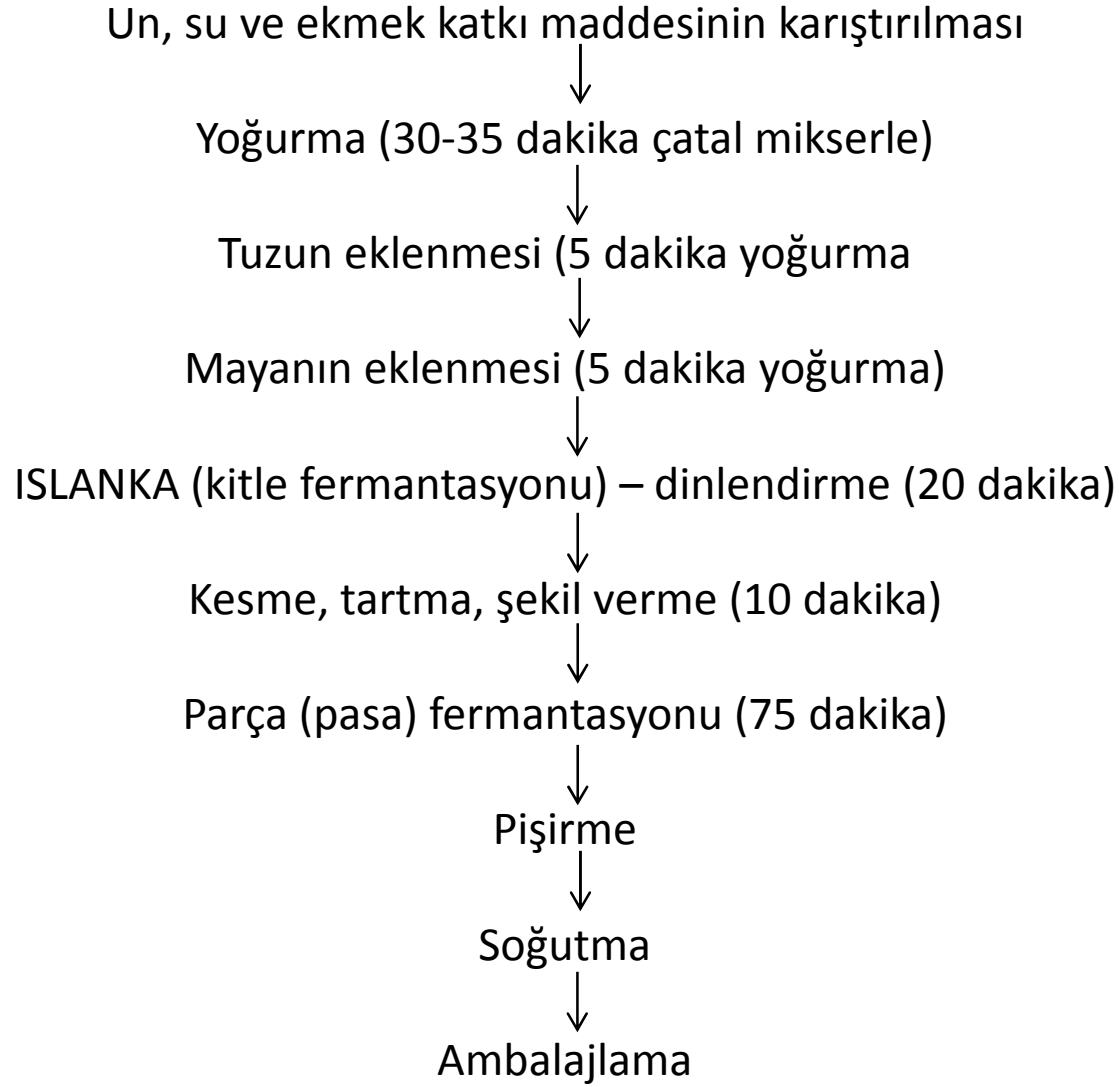 Un, su ve ekmek katkı maddesinin karıştırılması
Yoğurma (30-35 dakika çatal mikserle)
Tuzun eklenmesi (5 dakika yoğurma
Mayanın eklenmesi (5 dakika yoğurma)
ISLANKA (kitle fermantasyonu) – dinlendirme (20 dakika)
Kesme, tartma, şekil verme (10 dakika)
Parça (pasa) fermantasyonu (75 dakika)
Pişirme
Soğutma
Ambalajlama